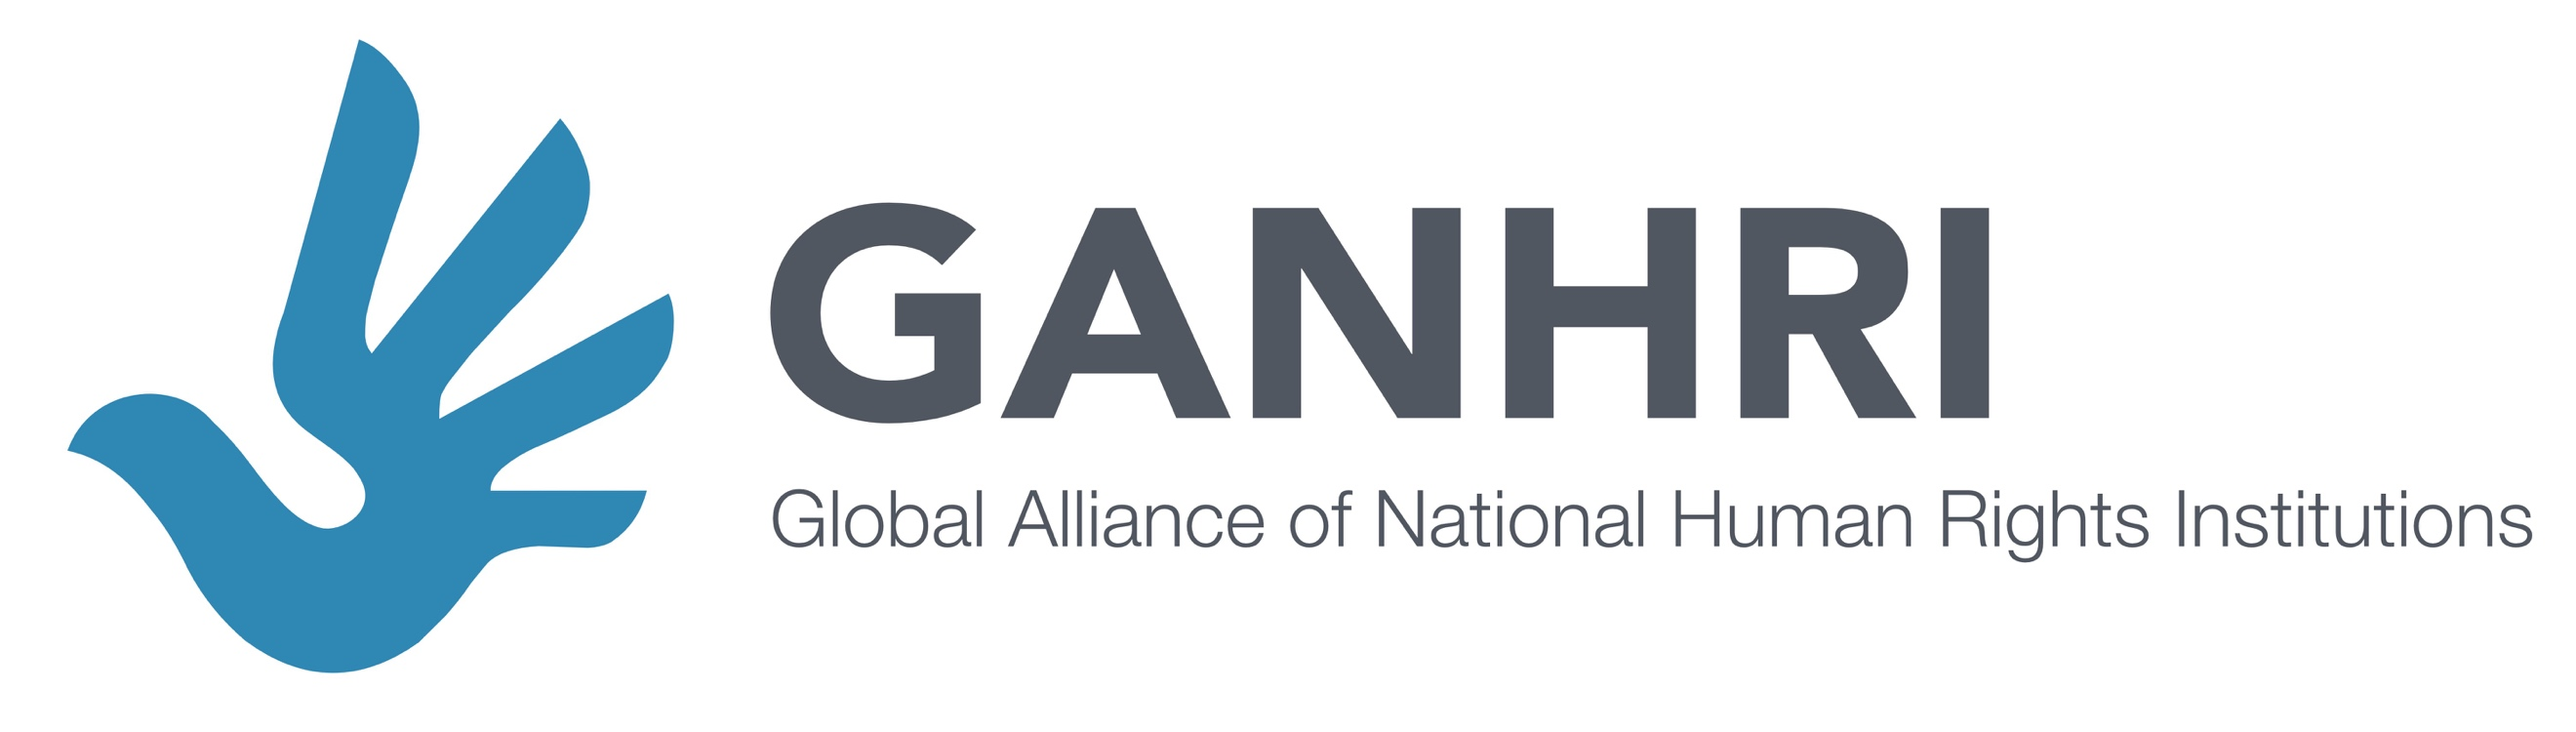 GANHRI
Global Alliance of National Human Rights Institutions